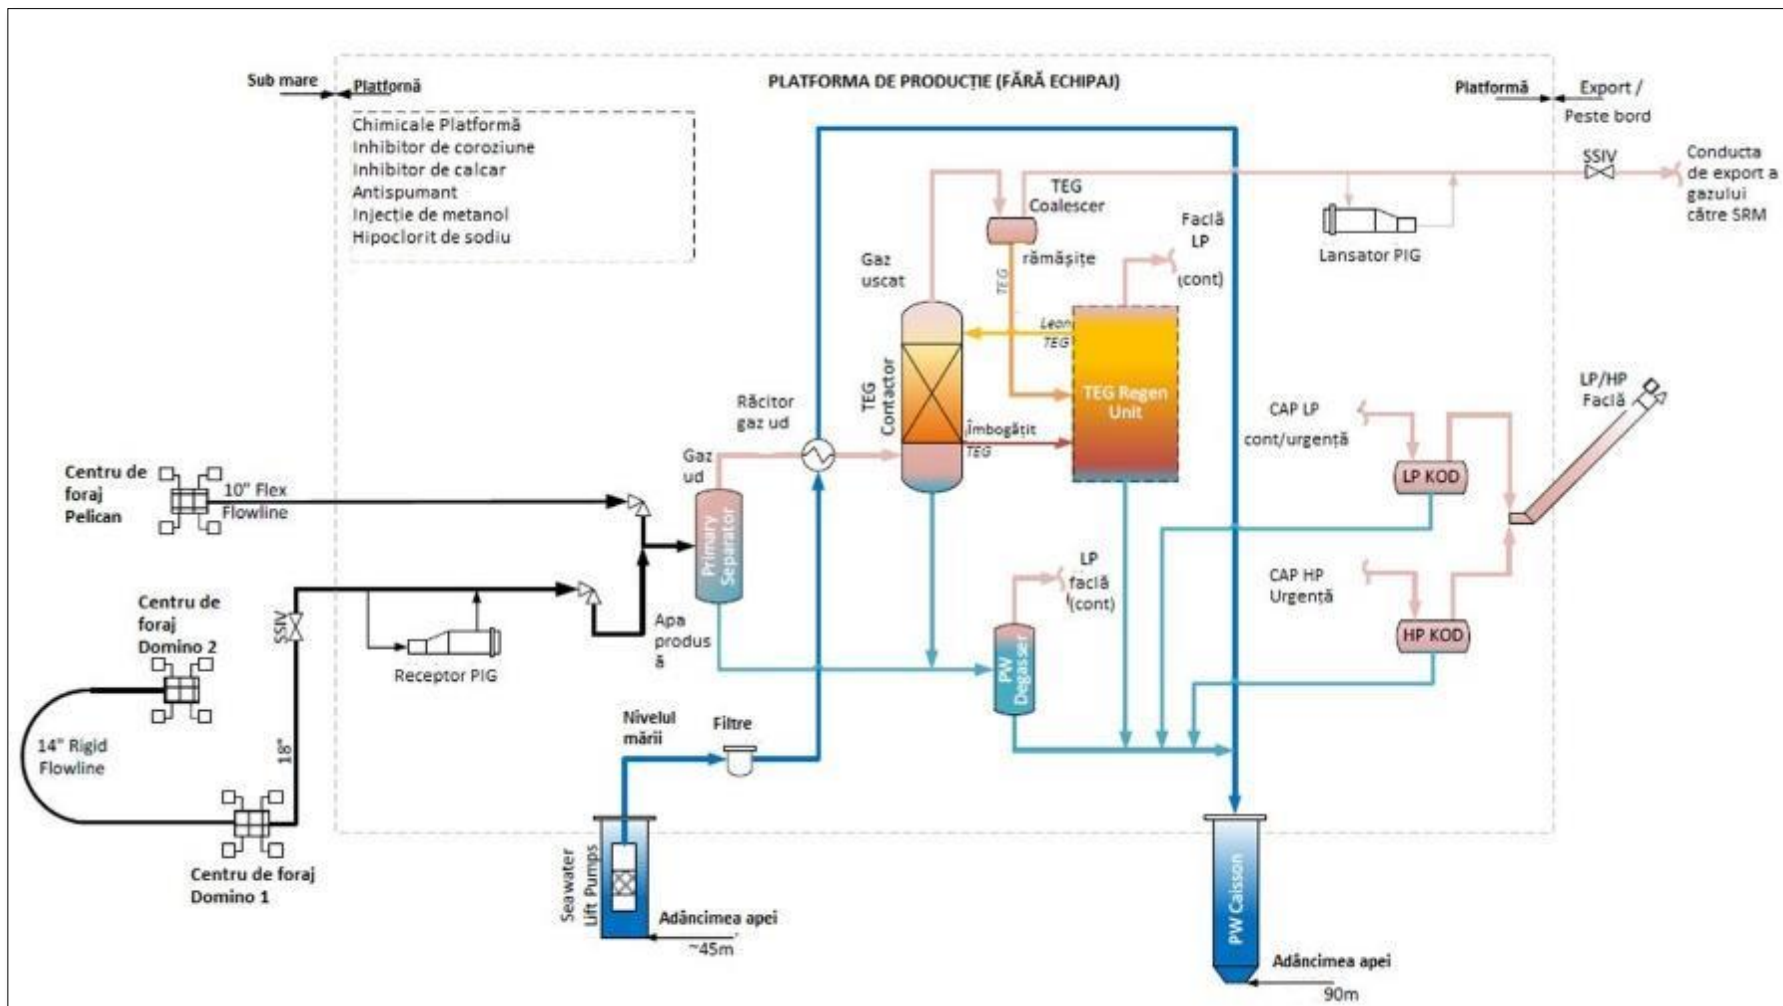 PLATFORMA DE PRODUCȚIE (FĂRĂ ECHIPAJ)
Sub mare
Platformă
Platformă
Export /
Peste bord
Chimicale Platformă
Inhibitor de coroziune
Inhibitor de calcar
Antispumant
Injecție de metanol
Hipoclorit de sodiu
SSIV
Conducta
de export a
gazului
către SRM
TEG
Coalescer
Lansator PIG
Faclă
LP
(cont)
Gaz
uscat
rămășițe
TEG
Lean
TEG
TEG
Contactor
TEG Regen
Unit
Îmbogățit
TEG
Răcitor
gaz ud
Gaz
ud
LP/HP
Faclă
CAP LP
cont/urgență
LP KOD
Centru de
foraj
Pelican
10" Flex
Flowline
Primary
Separator
LP
faclă
(cont)
CAP HP
Urgență
HP KOD
Centru de
foraj
Domino 2
SSIV
Receptor PIG
Apa
produs
ă
PW
Degasser
14" Rigid
Flowline
18"
Nivelul
mării
Filtre
Centru de foraj
Domino 1
Seawater
Lift Pumps
Adâncimea apei
~45m
PW Caisson
Adâncimea apei
90m